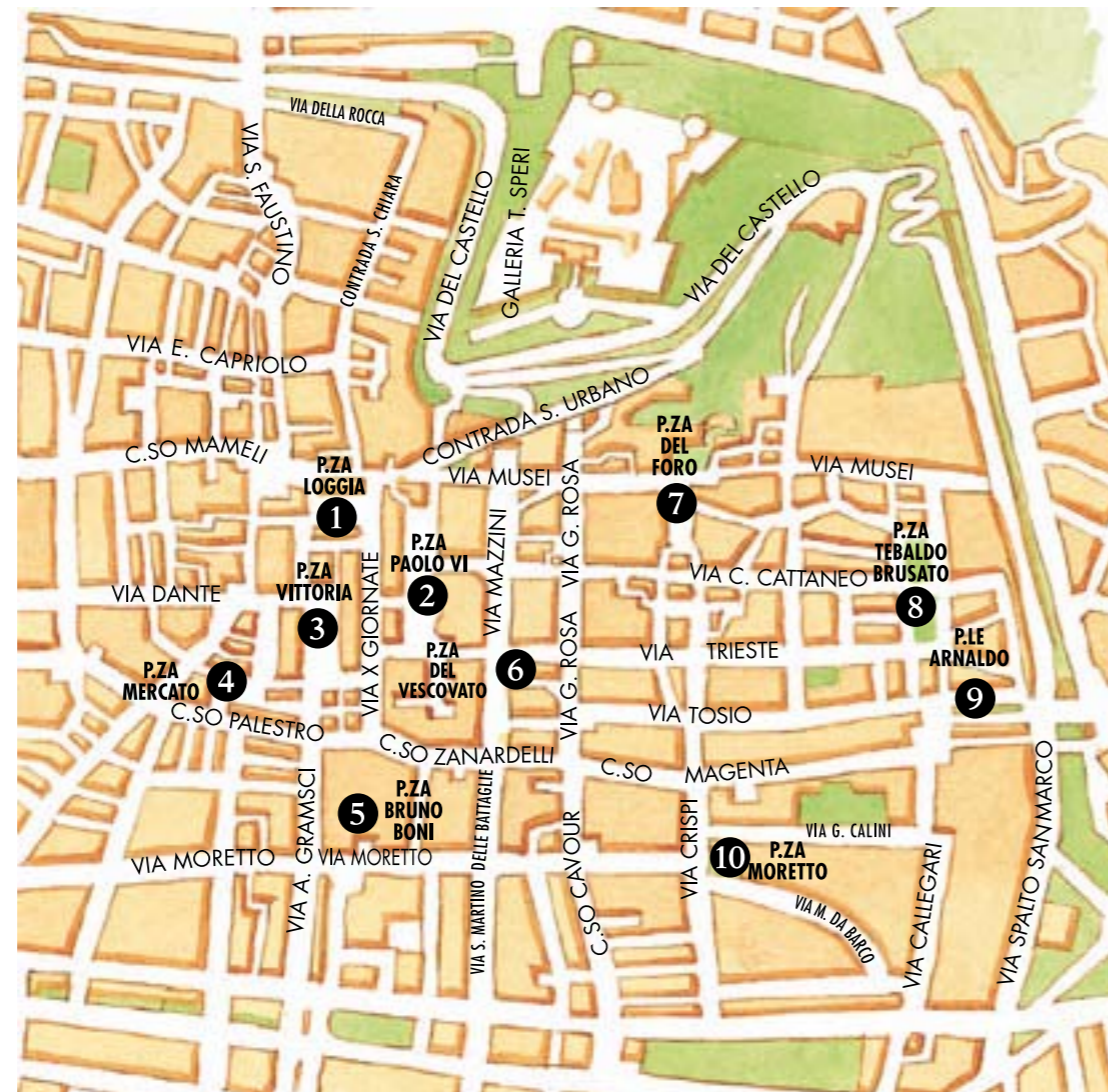 VIA DELLA ROCCA
VIA S. FAUSTINO
CONTRADA S. CHIARA
VIA DEL CASTELLO
GALLERIA T. SPERI
VIA DEL CASTELLO
VIA E. CAPRIOLO
CONTRADA S. URBANO
C.SO MAMELI
P.ZA
LOGGIA
1
VIA MUSEI
VIA G. ROSA
P.ZA
DEL
FORO
7
VIA MUSEI
P.ZA
PAOLO VI
2
VIA MAZZINI
VIA G. ROSA
P.ZA
VITTORIA
3
VIA X GIORNATE
VIA DANTE
VIA C. CATTANEO
P.ZA
TEBALDO
BRUSATO
8
P.ZA
MERCATO
4
P.ZA
DEL
VESCOVATO
6
VIA TRIESTE
P.LE
ARNALDO
9
C.SO PALESTRO
VIA TOSIO
C.SO ZANARDELLI
C.SO MAGENTA
5
P.ZA
BRUNO
BONI
VIA A. GRAMSCI
VIA MORETTO
VIA MORETTO
VIA S. MARTINO DELLE BATTAGLIE
C.SO CAVOUR
VIA CRISPI
VIA G. CALINI
10
P.ZA
MORETTO
VIA M. DA BARCO
VIA CALLEGARI
VIA SPALTO SAN MARCO